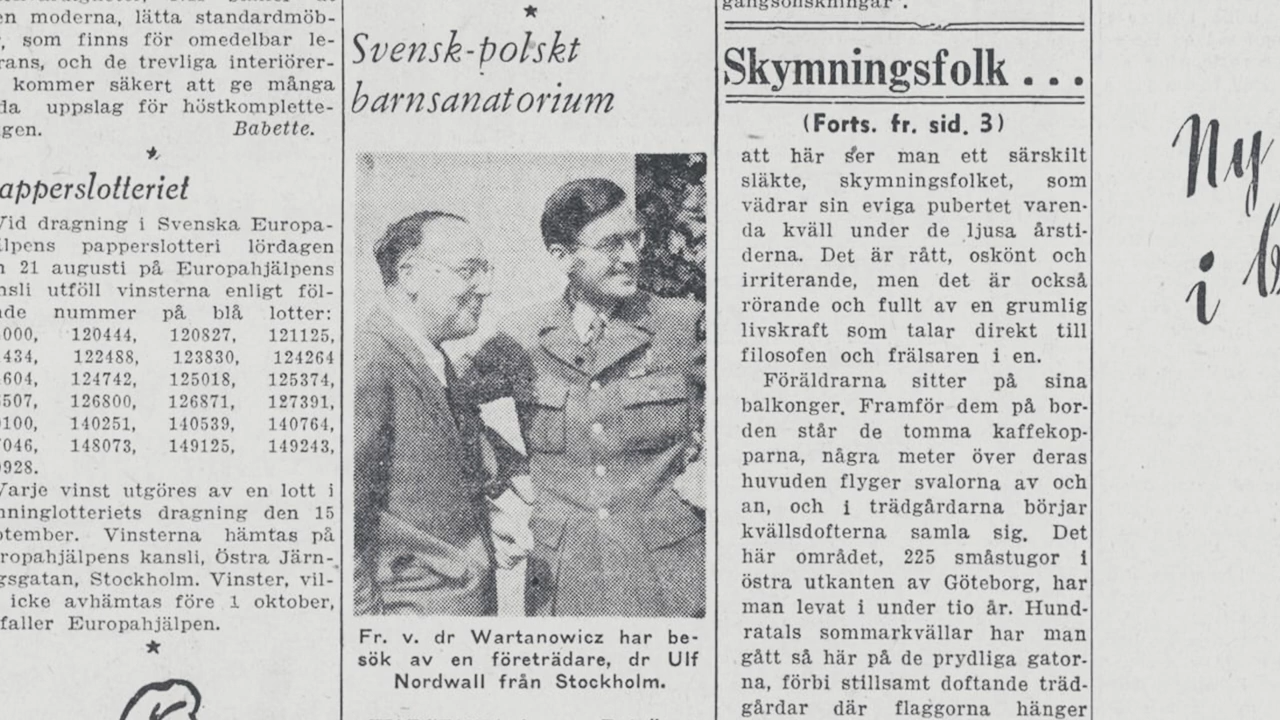 en moderna, lätta standardmöb-
som finns för omedelbar le-
rans, och de trevliga interiörer-
kommer säkert att ge många
da uppslag för höstkomplette-
gen. Babette.
apperslotteriet
Vid dragning i Svenska Europa-
älpens papperslotteri lördagen
n 21 augusti på Europahjälpens
nsli utföll vinsterna enligt föl-
nde nummer på blå lotter:
000, 120444, 120827, 121125,
434, 122488, 123830, 124264
604, 124742, 125018, 125374,
507, 126800, 126871, 127391,
100, 140251, 140539, 140764,
046, 148073, 149125, 149243,
928.
Varje vinst utgöres av en lott i
nninglotteriets dragning den 15
ptember. Vinsterna hämtas på
ropahjälpens kansli, Östra Järn-
gsgatan, Stockholm. Vinster, vil-
icke avhämtas före 1 oktober,
faller Europahjälpen.
Svensk-polskt
barnsanatorium
Fr. v. dr Wartanowicz har be-
sök av en företrädare, dr Ulf
Nordwall från Stockholm.
gångsönskningar".
Skymningsfolk ...
(Forts. fr. sid. 3)
att här ser man ett särskilt
släkte, skymningsfolket, som
vädrar sin eviga pubertet varen-
da kväll under de ljusa årsti-
derna. Det är rått, oskönt och
irriterande, men det är också
rörande och fullt av en grumlig
livskraft som talar direkt till
filosofen och frälsaren i en.
Föräldrarna sitter på sina
balkonger. Framför dem på bor-
den står de tomma kaffekop-
parna, några meter över deras
huvuden flyger svalorna av och
an, och i trädgårdarna börjar
kvällsdofterna samla sig. Det
här området, 225 småstugor i
östra utkanten av Göteborg, har
man levat i under tio år. Hund-
ratals sommarkvällar har man
gått så här på de prydliga gator-
na, förbi stillsamt doftande träd-
gårdar där flaggorna hänger
Ny
i b